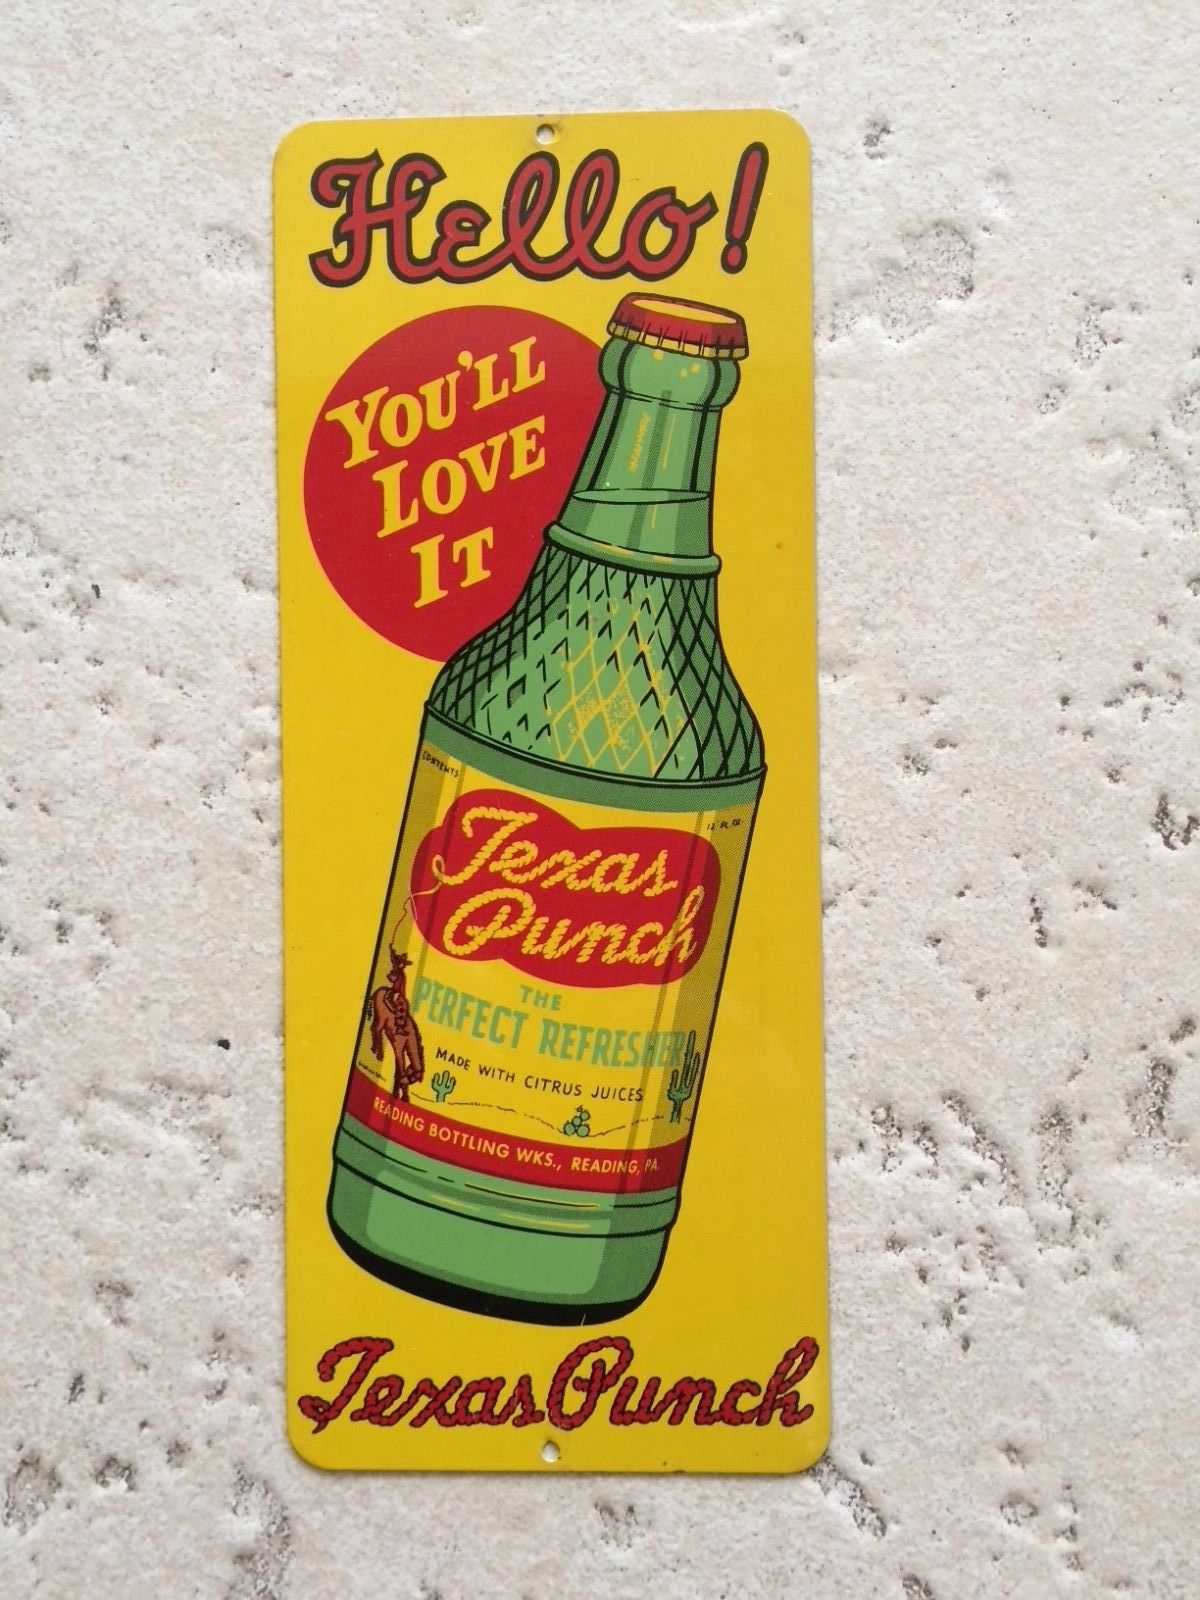 Hello!
YOU'LL
LOVE
IT
CONTENTS
12 FL. OZ.
Texas
Punch
THE
PERFECT REFRESHER
MADE WITH CITRUS JUICES
READING BOTTLING WKS., READING, PA.
Texas Punch